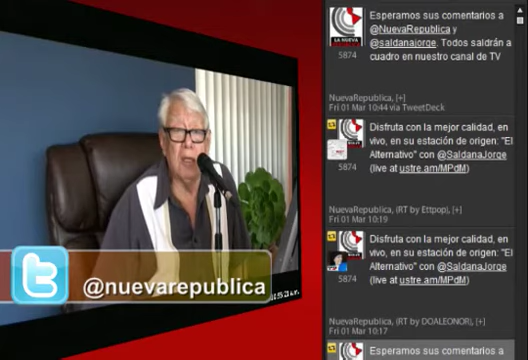 @nuevarepublica
Esperamos sus comentarios a
@NuevaRepublica y
@saldanajorge. Todos saldrán a
cuadro en nuestro canal de TV
LA NUEVA
5874
NuevaRepublica, [+]
Fri 01 Mar 10:44 via TweetDeck
Disfruta con la mejor calidad, en
vivo, en su estación de origen: "El
Alternativo" con @SaldanaJorge
(live at ustre.am/MPdM)
5874
NuevaRepublica, (RT by Ettpop), [+]
Fri 01 Mar 10:19
Disfruta con la mejor calidad, en
vivo, en su estación de origen: "El
Alternativo" con @SaldanaJorge
(live at ustre.am/MPdM)
5874
NuevaRepublica, (RT by DOALEONOR), [+]
Fri 01 Mar 10:17
Esperamos sus comentarios a